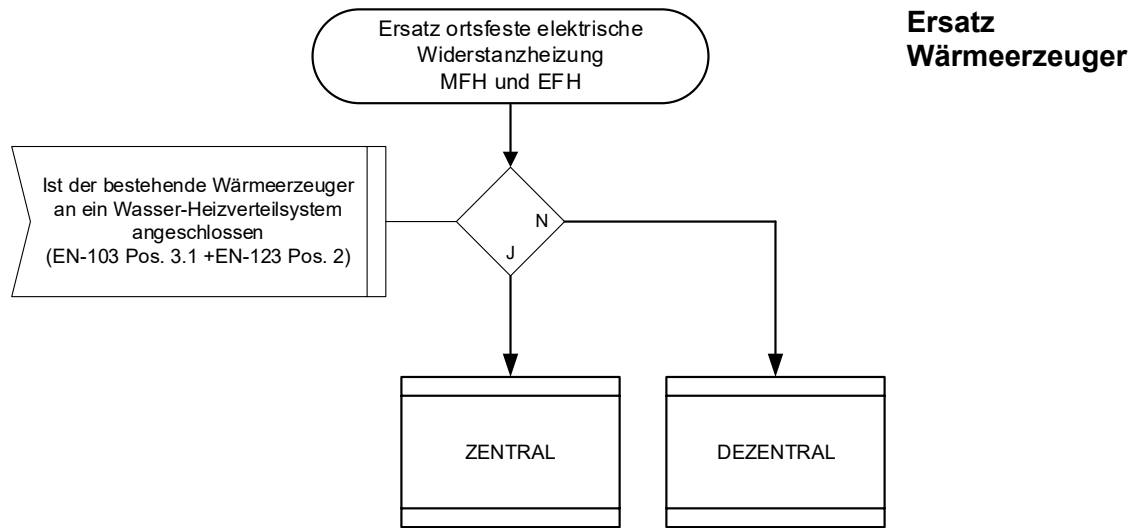 Ersatz
Wärmeerzeuger
Ersatz ortsfeste elektrische
Widerstanzheizung
MFH und EFH
Ist der bestehende Wärmeerzeuger
an ein Wasser-Heizverteilsystem
angeschlossen
(EN-103 Pos. 3.1 +EN-123 Pos. 2)
N
J
ZENTRAL
DEZENTRAL